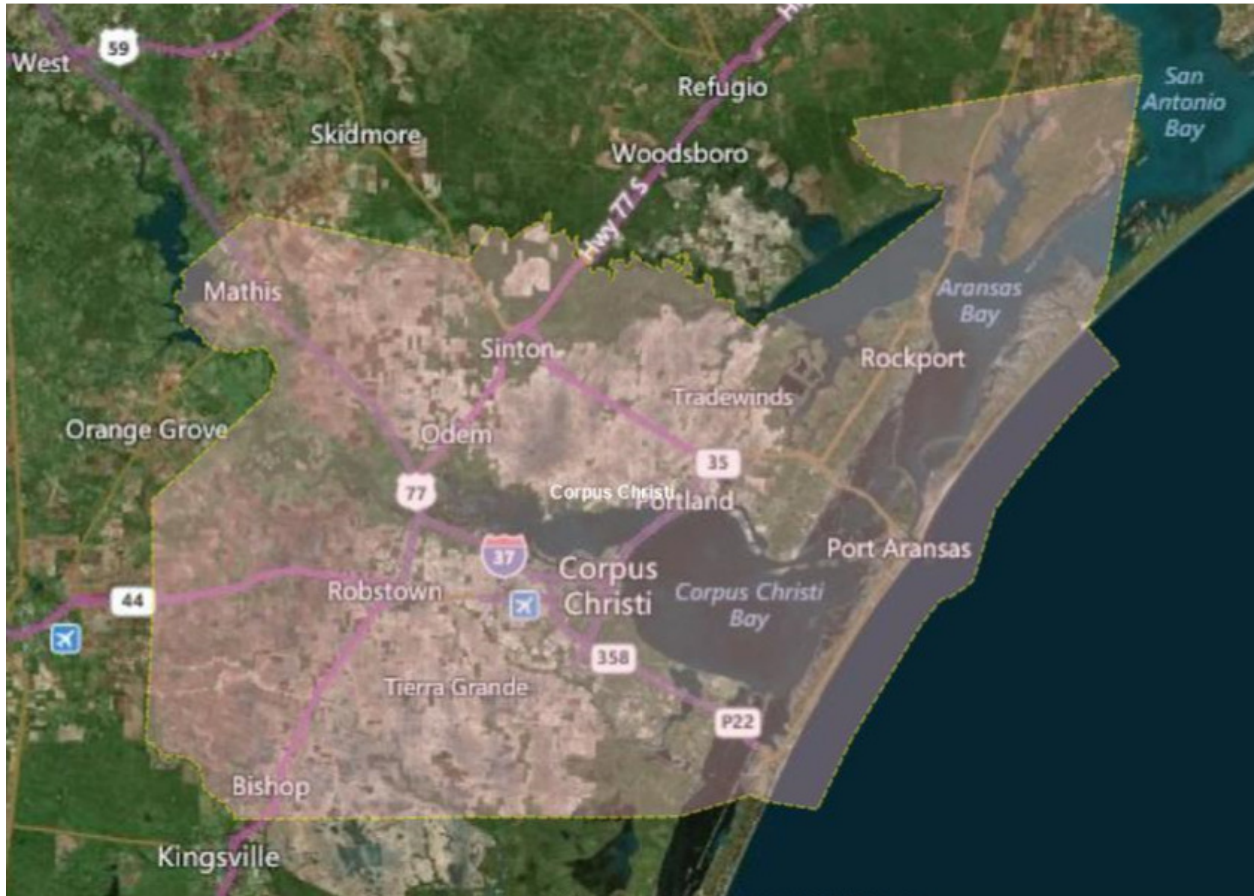 59
West
Hwy
San
Antonio
Bay
Refugio
Skidmore
Woodsboro
Hwy 77 S
Mathis
Aransas
Bay
Sinton
Rockport
Tradewinds
Orange Grove
Odem
35
77
Corpus Christi
Portland
37
Port Aransas
Corpus
Christi
Corpus Christi
Bay
Robstown
44
358
Tierra Grande
P22
Bishop
Kingsville